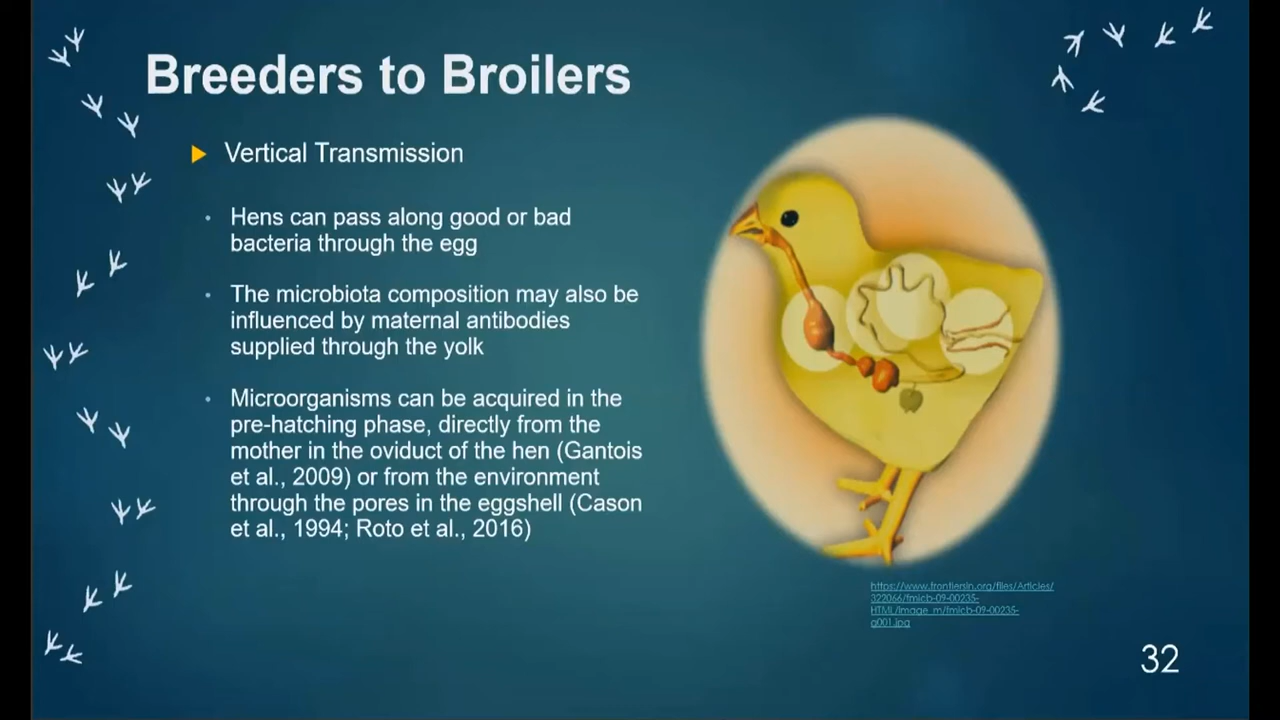 Breeders to Broilers
Vertical Transmission
Hens can pass along good or bad
bacteria through the egg
The microbiota composition may also be
influenced by maternal antibodies
supplied through the yolk
Microorganisms can be acquired in the
pre-hatching phase, directly from the
mother in the oviduct of the hen (Gantois
et al., 2009) or from the environment
through the pores in the eggshell (Cason
et al., 1994; Roto et al., 2016)
https://www.frontiersin.org/files/Articles/
322066/fmicb-09-00235-
HTML/image_m/fmicb-09-00235-
g001.jpg
32